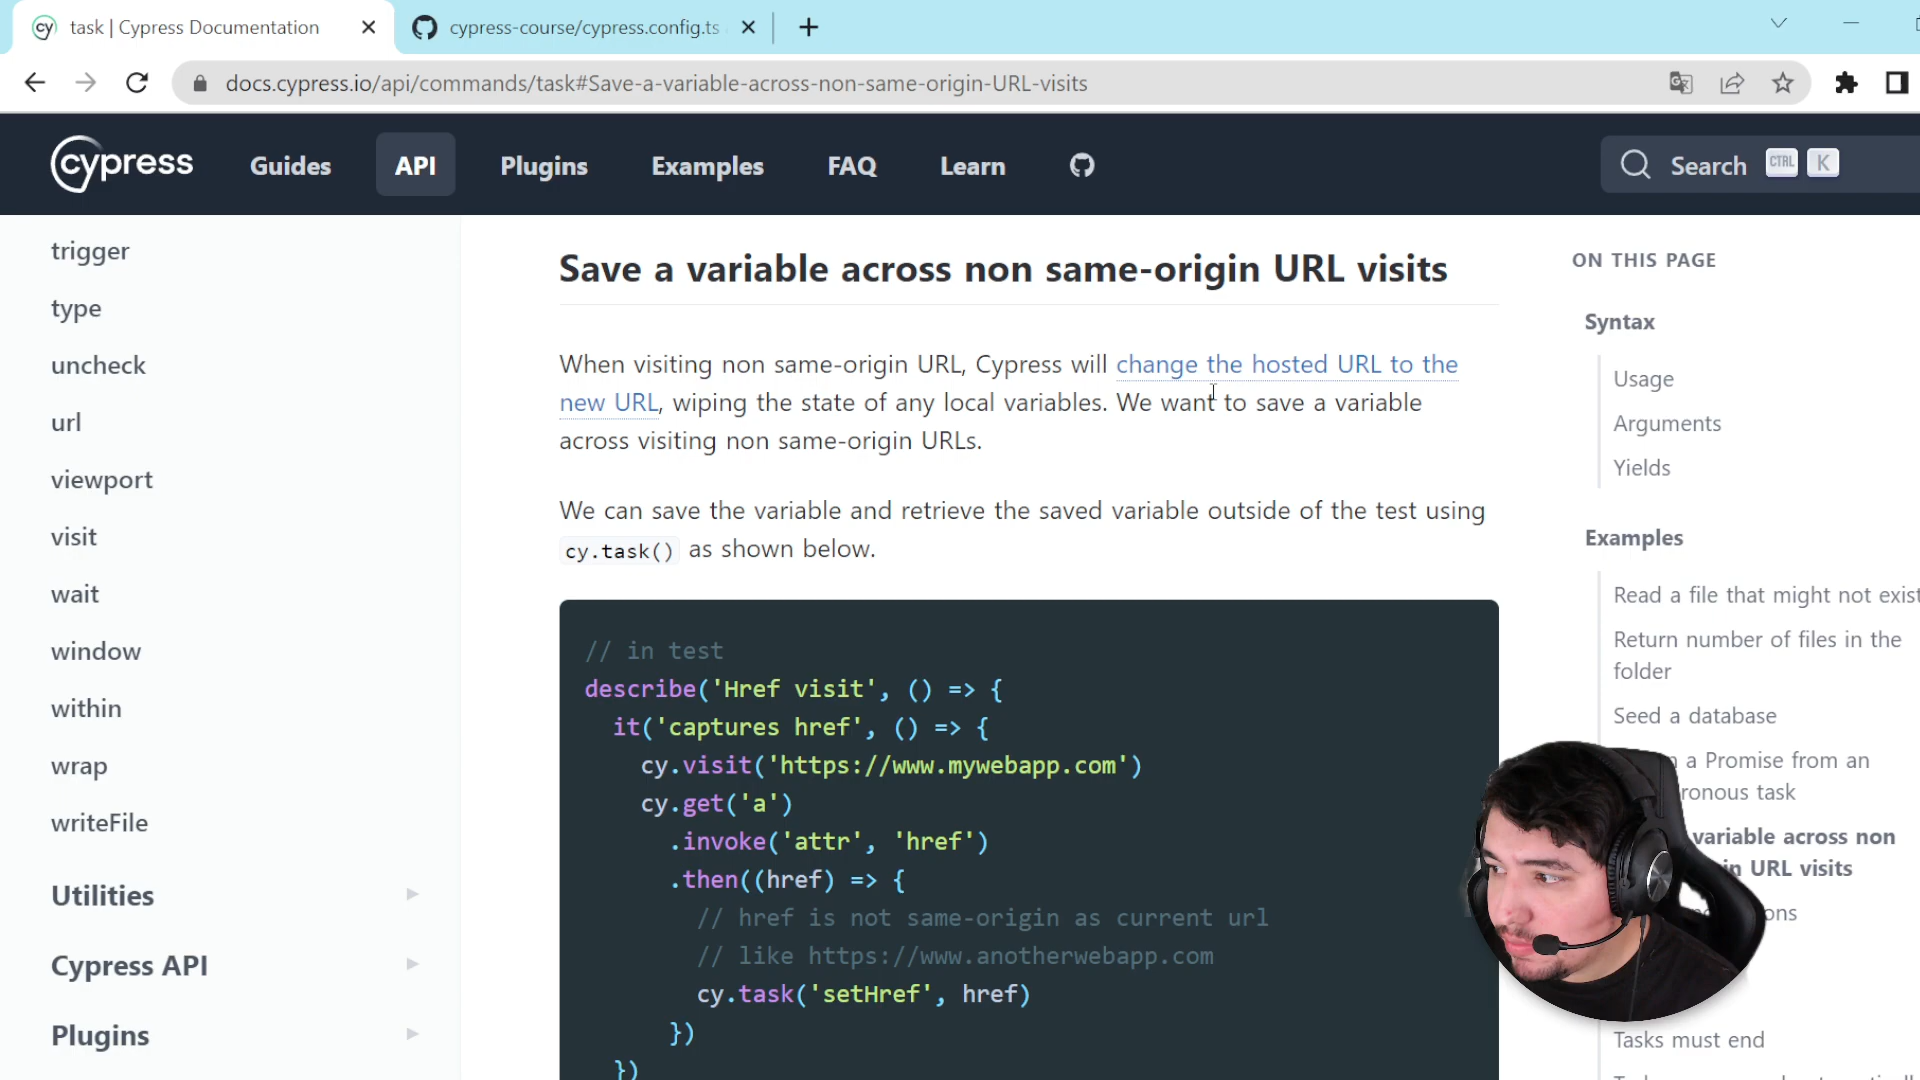 cy task | Cypress Documentation
cypress-course/cypress.config.ts
docs.cypress.io/api/commands/task#Save-a-variable-across-non-same-origin-URL-visits
cypress Guides API Plugins Examples FAQ Learn
Search CTRL K
trigger
type
uncheck
url
viewport
visit
wait
window
within
wrap
writeFile
Utilities
Cypress API
Plugins
Save a variable across non same-origin URL visits
When visiting non same-origin URL, Cypress will change the hosted URL to the
new URL, wiping the state of any local variables. We want to save a variable
across visiting non same-origin URLs.
We can save the variable and retrieve the saved variable outside of the test using
cy.task() as shown below.
// in test
describe('Href visit', () => {
it('captures href', () => {
cy.visit('https://www.mywebapp.com')
cy.get('a')
.invoke('attr', 'href')
.then((href) => {
// href is not same-origin as current url
// like https://www.anotherwebapp.com
cy.task('setHref', href)
})
})
ON THIS PAGE
Syntax
Usage
Arguments
Yields
Examples
Read a file that might not exist
Return number of files in the
folder
Seed a database
a Promise from an
task
variable across non
URL visits
Tasks must end